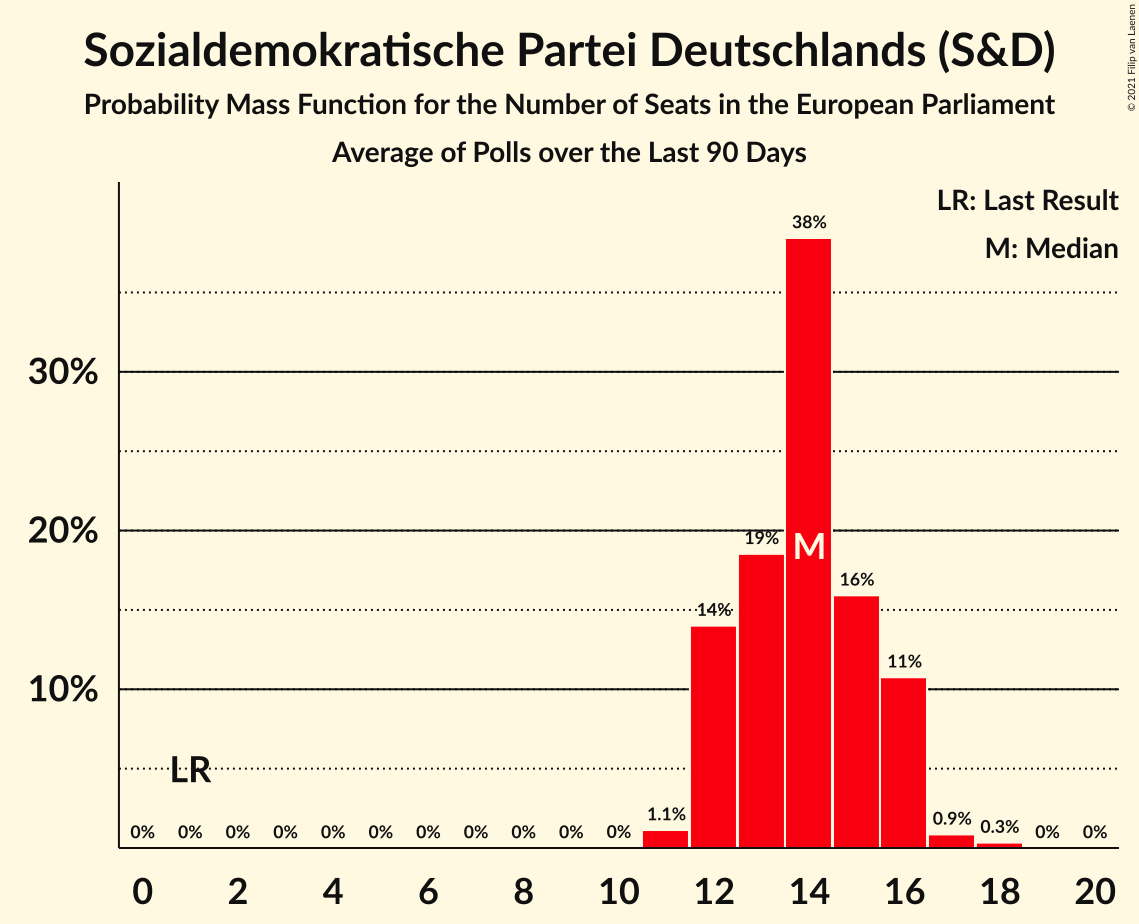 Sozialdemokratische Partei Deutschlands (S&D)
Probability Mass Function for the Number of Seats in the European Parliament
Average of Polls over the Last 90 Days
© 2021 Filip van Laenen
LR: Last Result
M: Median
38%
30%
20%
19%
M
16%
14%
11%
10%
LR
0% 0% 0% 0% 0% 0% 0% 0% 0% 0% 0% 1.1% 0.9% 0.3% 0% 0%
0 2 4 6 8 10 12 14 16 18 20